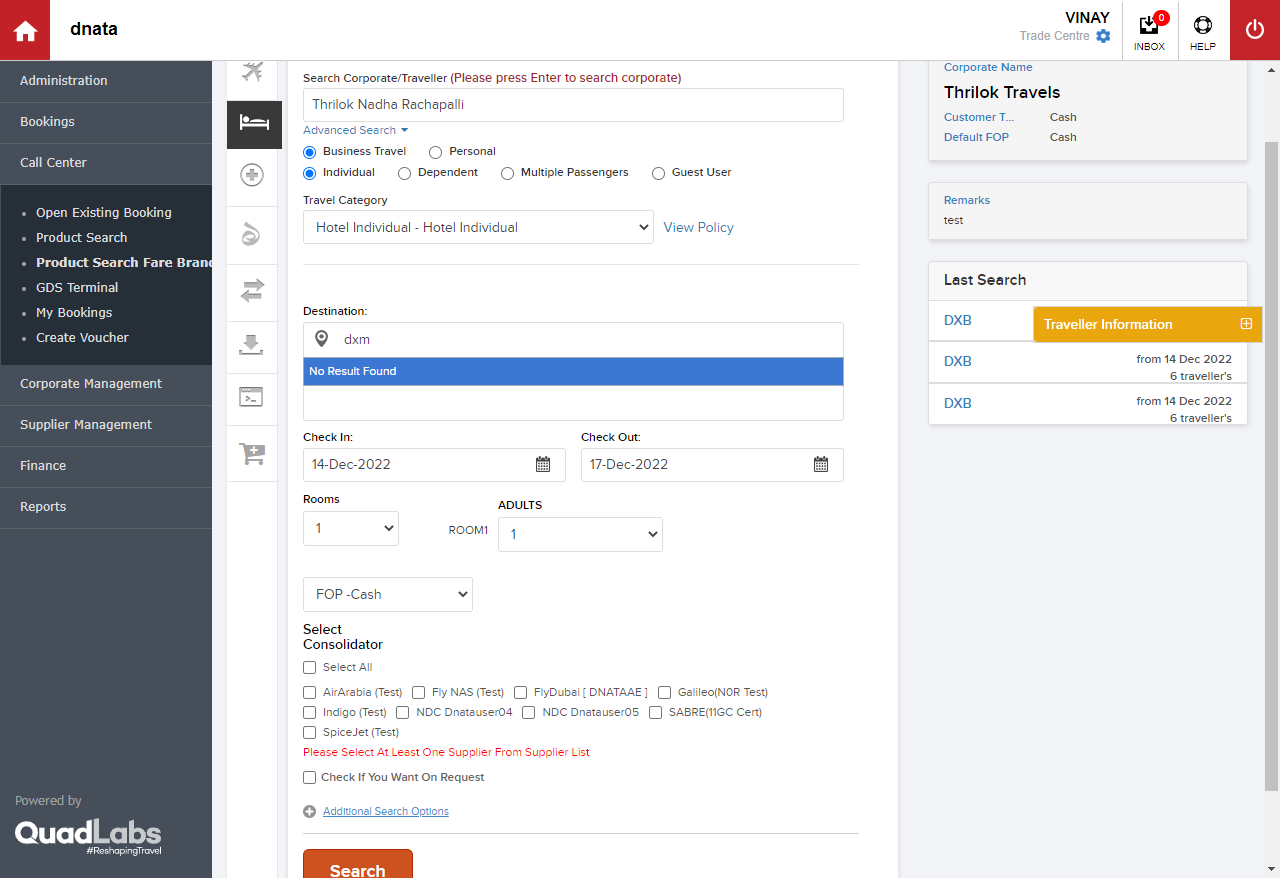 dnata
VINAY
Trade Centre
0
INBOX
HELP
Administration
Bookings
Call Center
Open Existing Booking
Product Search
Product Search Fare Bran
GDS Terminal
My Bookings
Create Voucher
Corporate Management
Supplier Management
Finance
Reports
Powered by
QuadLabs
#ReshapingTravel
Search Corporate/Traveller (Please press Enter to search corporate)
Thrilok Nadha Rachapalli
Advanced Search
Business Travel Personal
Individual Dependent Multiple Passengers Guest User
Travel Category
Hotel Individual - Hotel Individual View Policy
Destination:
dxm
No Result Found
Check In: Check Out:
14-Dec-2022 17-Dec-2022
Rooms ADULTS
1 ROOM1 1
FOP -Cash
Select
Consolidator
Select All
AirArabia (Test) Fly NAS (Test) FlyDubai [ DNATAAE ] Galileo(N0R Test)
Indigo (Test) NDC Dnatauser04 NDC Dnatauser05 SABRE(11GC Cert)
SpiceJet (Test)
Please Select At Least One Supplier From Supplier List
Check If You Want On Request
Additional Search Options
Search
Corporate Name
Thrilok Travels
Customer T... Cash
Default FOP Cash
Remarks
test
Last Search
DXB
Traveller Information
DXB from 14 Dec 2022
6 traveller's
DXB from 14 Dec 2022
6 traveller's